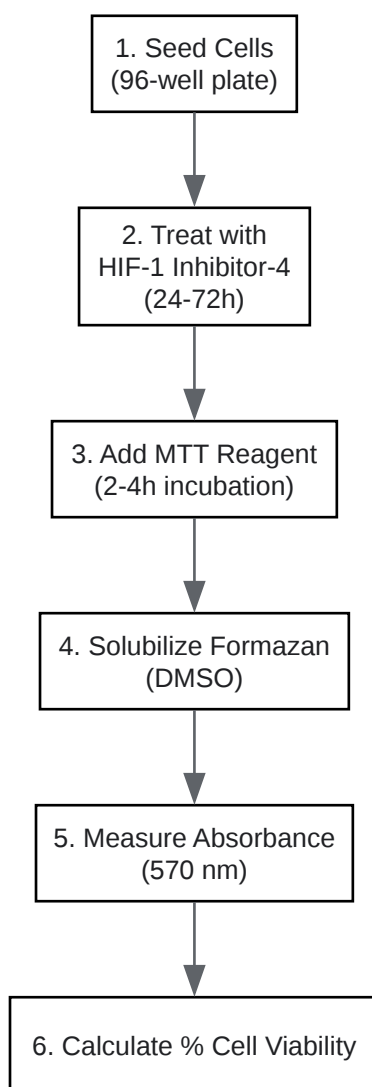 1. Seed Cells
(96-well plate)
2. Treat with
HIF-1 Inhibitor-4
(24-72h)
3. Add MTT Reagent
(2-4h incubation)
4. Solubilize Formazan
(DMSO)
5. Measure Absorbance
(570 nm)
6. Calculate % Cell Viability